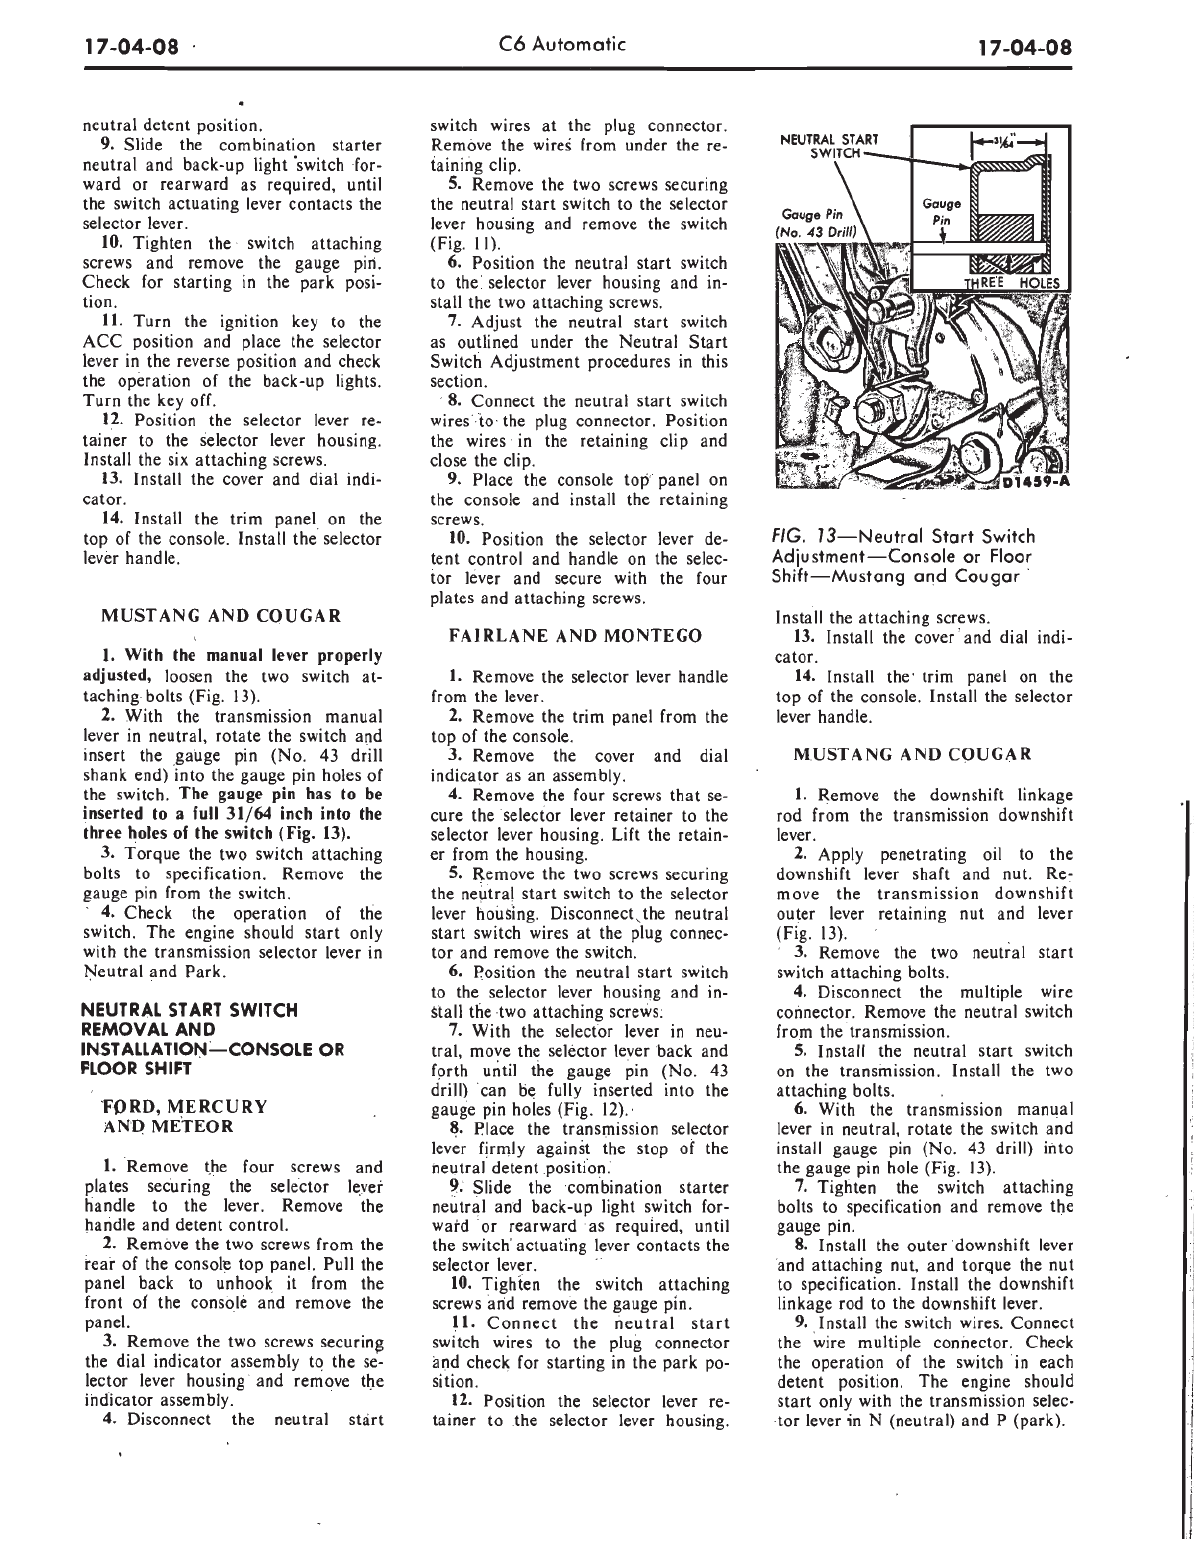 17-04-08
C6 Automatic
17-04-08
neutral detent position.
9. Slide the combination starter
neutral and back-up light switch for-
ward or rearward as required, until
the switch actuating lever contacts the
selector lever.
10. Tighten the switch attaching
screws and remove the gauge pin.
Check for starting in the park posi-
tion.
11. Turn the ignition key to the
ACC position and place the selector
lever in the reverse position and check
the operation of the back-up lights.
Turn the key off.
12. Position the selector lever re-
tainer to the selector lever housing.
Install the six attaching screws.
13. Install the cover and dial indi-
cator.
14. Install the trim panel on the
top of the console. Install the selector
lever handle.
MUSTANG AND COUGAR
1. With the manual lever properly
adjusted, loosen the two switch at-
taching bolts (Fig. 13).
2. With the transmission manual
lever in neutral, rotate the switch and
insert the gauge pin (No. 43 drill
shank end) into the gauge pin holes of
the switch. The gauge pin has to be
inserted to a full 31/64 inch into the
three holes of the switch (Fig. 13).
3. Torque the two switch attaching
bolts to specification. Remove the
gauge pin from the switch.
4. Check the operation of the
switch. The engine should start only
with the transmission selector lever in
Neutral and Park.
NEUTRAL START SWITCH
REMOVAL AND
INSTALLATION—CONSOLE OR
FLOOR SHIFT
FORD, MERCURY
AND METEOR
1. Remove the four screws and
plates securing the selector lever
handle to the lever. Remove the
handle and detent control.
2. Remove the two screws from the
rear of the console top panel. Pull the
panel back to unhook it from the
front of the console and remove the
panel.
3. Remove the two screws securing
the dial indicator assembly to the se-
lector lever housing and remove the
indicator assembly.
4. Disconnect the neutral start
switch wires at the plug connector.
Remove the wires from under the re-
taining clip.
5. Remove the two screws securing
the neutral start switch to the selector
lever housing and remove the switch
(Fig. 11).
6. Position the neutral start switch
to the selector lever housing and in-
stall the two attaching screws.
7. Adjust the neutral start switch
as outlined under the Neutral Start
Switch Adjustment procedures in this
section.
8. Connect the neutral start switch
wires to the plug connector. Position
the wires in the retaining clip and
close the clip.
9. Place the console top panel on
the console and install the retaining
screws.
10. Position the selector lever de-
tent control and handle on the selec-
tor lever and secure with the four
plates and attaching screws.
FAIRLANE AND MONTEGO
1. Remove the selector lever handle
from the lever.
2. Remove the trim panel from the
top of the console.
3. Remove the cover and dial
indicator as an assembly.
4. Remove the four screws that se-
cure the selector lever retainer to the
selector lever housing. Lift the retain-
er from the housing.
5. Remove the two screws securing
the neutral start switch to the selector
lever housing. Disconnect the neutral
start switch wires at the plug connec-
tor and remove the switch.
6. Position the neutral start switch
to the selector lever housing and in-
stall the two attaching screws.
7. With the selector lever in neu-
tral, move the selector lever back and
forth until the gauge pin (No. 43
drill) can be fully inserted into the
gauge pin holes (Fig. 12).
8. Place the transmission selector
lever firmly against the stop of the
neutral detent position.
9. Slide the combination starter
neutral and back-up light switch for-
ward or rearward as required, until
the switch actuating lever contacts the
selector lever.
10. Tighten the switch attaching
screws and remove the gauge pin.
11. Connect the neutral start
switch wires to the plug connector
and check for starting in the park po-
sition.
12. Position the selector lever re-
tainer to the selector lever housing.
NEUTRAL START
SWITCH
31/64"
Gauge
Pin
Gauge Pin
(No. 43 Drill)
THREE HOLES
D1459-A
FIG. 13—Neutral Start Switch
Adjustment—Console or Floor
Shift—Mustang and Cougar
Install the attaching screws.
13. Install the cover and dial indi-
cator.
14. Install the trim panel on the
top of the console. Install the selector
lever handle.
MUSTANG AND COUGAR
1. Remove the downshift linkage
rod from the transmission downshift
lever.
2. Apply penetrating oil to the
downshift lever shaft and nut. Re-
move the transmission downshift
outer lever retaining nut and lever
(Fig. 13).
3. Remove the two neutral start
switch attaching bolts.
4. Disconnect the multiple wire
connector. Remove the neutral switch
from the transmission.
5. Install the neutral start switch
on the transmission. Install the two
attaching bolts.
6. With the transmission manual
lever in neutral, rotate the switch and
install gauge pin (No. 43 drill) into
the gauge pin hole (Fig. 13).
7. Tighten the switch attaching
bolts to specification and remove the
gauge pin.
8. Install the outer downshift lever
and attaching nut, and torque the nut
to specification. Install the downshift
linkage rod to the downshift lever.
9. Install the switch wires. Connect
the wire multiple connector. Check
the operation of the switch in each
detent position. The engine should
start only with the transmission selec-
tor lever in N (neutral) and P (park).